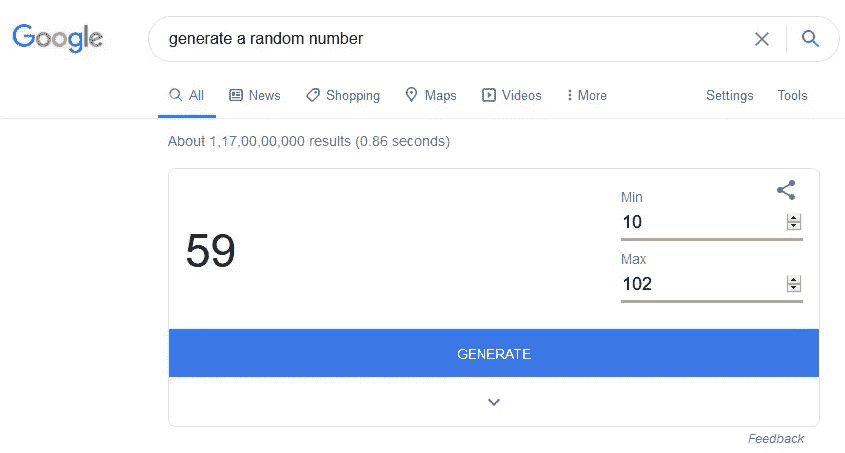 Google
generate a random number
All News Shopping Maps Videos More Settings Tools
About 1,17,00,00,000 results (0.86 seconds)
59
Min
10
Max
102
GENERATE
Feedback